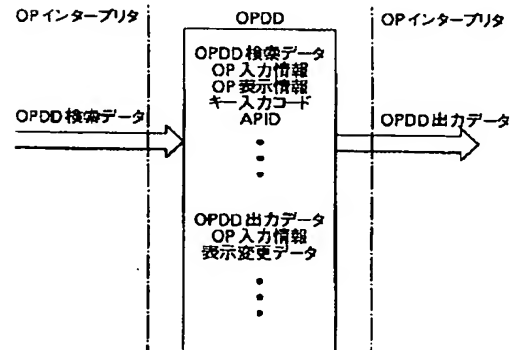 OPインタープリタ
OPDD
OPインタープリタ
OPDD検索データ
OP入力情報
OP表示情報
キー入力コード
APID
OPDD検索データ
OPDD出力データ
OPDD出力データ
OP入力情報
表示変更データ